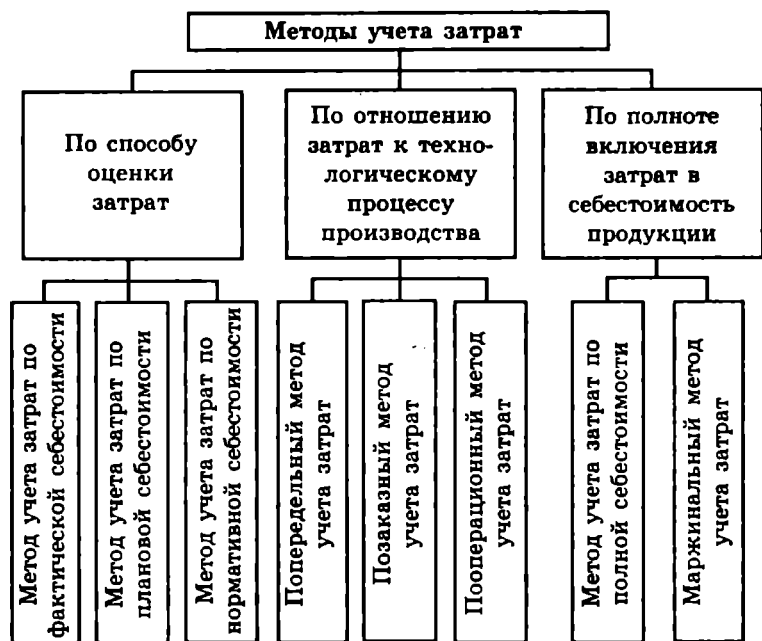 Методы учета затрат
По способу
оценки
затрат
По отношению
затрат к техно-
логическому
процессу
производства
По полноте
включения
затрат в
себестоимость
продукции
Метод учета затрат по
фактической себестоимости
Метод учета затрат по
плановой себестоимости
Метод учета затрат по
нормативной себестоимости
Попередельный метод
учета затрат
Позаказный метод
учета затрат
Пооперационный метод
учета затрат
Метод учета затрат по
полной себестоимости
Маржинальный метод
учета затрат